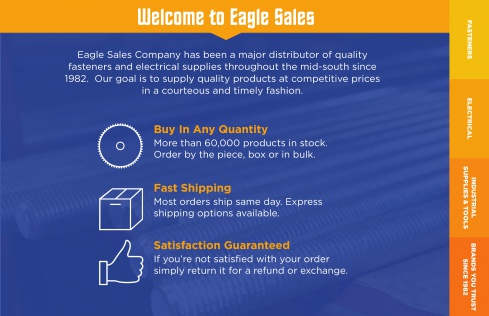 Welcome to Eagle Sales
Eagle Sales Company has been a major distributor of quality
fasteners and electrical supplies throughout the mid-south since
1982. Our goal is to supply quality products at competitive prices
in a courteous and timely fashion.
Buy In Any Quantity
More than 60,000 products in stock.
Order by the piece, box or in bulk.
Fast Shipping
Most orders ship same day. Express
shipping options available.
Satisfaction Guaranteed
If you're not satisfied with your order
simply return it for a refund or exchange.
FASTENERS
ELECTRICAL
INDUSTRIAL
SUPPLIES & TOOLS
BRANDS YOU TRUST
SINCE 1982